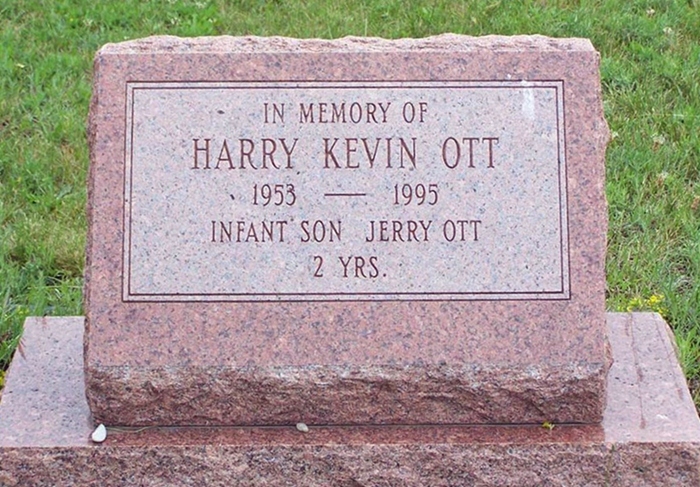 IN MEMORY OF
HARRY KEVIN OTT
1953 — 1995
INFANT SON JERRY OTT
2 YRS.